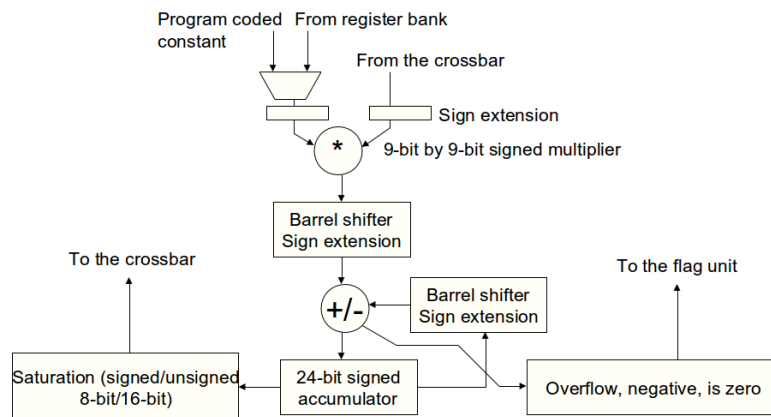 Program coded
constant
From register bank
From the crossbar
Sign extension
*
9-bit by 9-bit signed multiplier
Barrel shifter
Sign extension
To the crossbar
To the flag unit
+/-
Barrel shifter
Sign extension
Saturation (signed/unsigned
8-bit/16-bit)
24-bit signed
accumulator
Overflow, negative, is zero